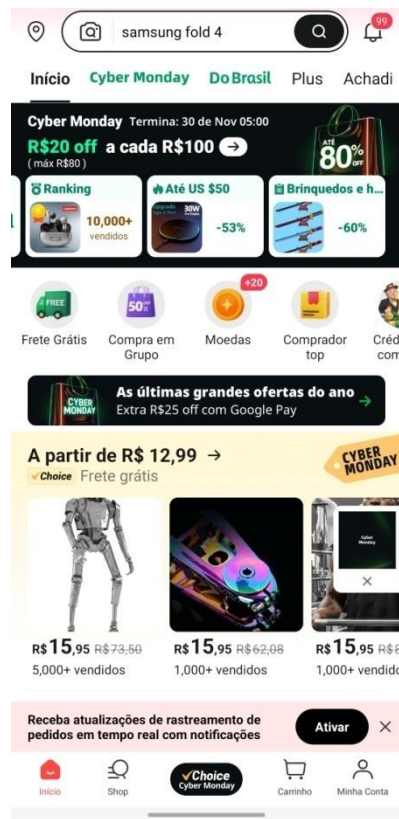 99
samsung fold 4
Início Cyber Monday Do Brasil Plus Achadi
Cyber Monday Termina: 30 de Nov 05:00
R$20 off a cada R$100
(máx R$80)
ATÉ
80%
OFF
Ranking
10,000+
vendidos
Até US $50
30W
-53%
Brinquedos e h...
-60%
+20
FREE
50%
Frete Grátis
Compra em
Grupo
Moedas
Comprador
top
Créd
com
CYBER
MONDAY
As últimas grandes ofertas do ano
Extra R$25 off com Google Pay
A partir de R$ 12,99
Choice Frete grátis
CYBER
MONDAY
Cyber
Monday
R$15,95 R$73,50
5,000+ vendidos
R$15,95 R$62,08
1,000+ vendidos
R$15,95 R$8
1,000+ vendido
Receba atualizações de rastreamento de
pedidos em tempo real com notificações
Ativar
Início
Shop
Choice
Cyber Monday
Carrinho
Minha Conta